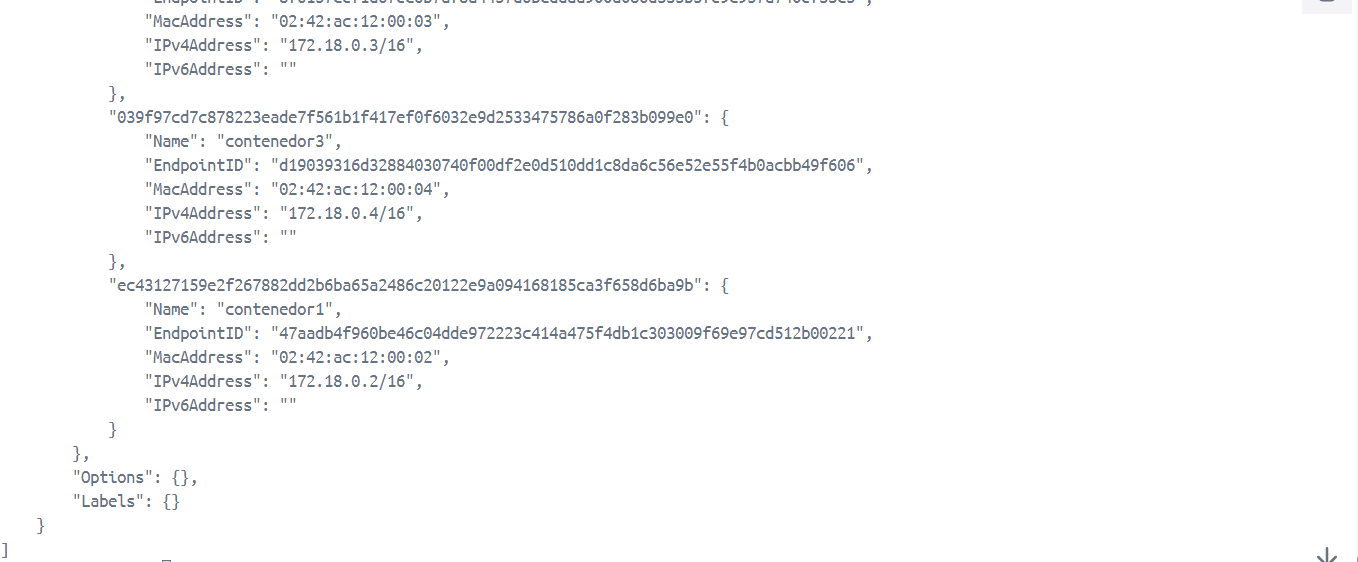 "MacAddress": "02:42:ac:12:00:03",
"IPv4Address": "172.18.0.3/16",
"IPv6Address": ""
},
"039f97cd7c878223eade7f561b1f417ef0f6032e9d2533475786a0f283b099e0": {
"Name": "contenedor3",
"EndpointID": "d19039316d32884030740f00df2e0d510dd1c8da6c56e52e55f4b0acbb49f606",
"MacAddress": "02:42:ac:12:00:04",
"IPv4Address": "172.18.0.4/16",
"IPv6Address": ""
},
"ec43127159e2f267882dd2b6ba65a2486c20122e9a094168185ca3f658d6ba9b": {
"Name": "contenedor1",
"EndpointID": "47aadb4f960be46c04dde972223c414a475f4db1c303009f69e97cd512b00221",
"MacAddress": "02:42:ac:12:00:02",
"IPv4Address": "172.18.0.2/16",
"IPv6Address": ""
}
},
"Options": {},
"Labels": {}
}
]